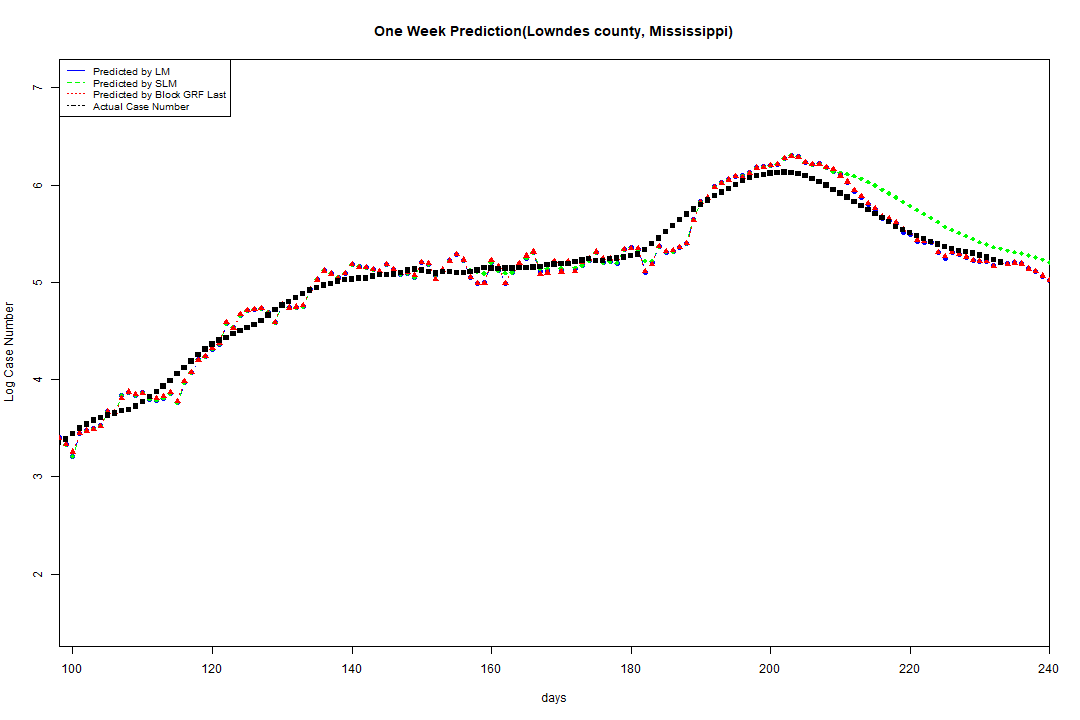 One Week Prediction(Lowndes county, Mississippi)
Predicted by LM
Predicted by SLM
Predicted by Block GRF Last
Actual Case Number
7
6
5
4
3
2
Log Case Number
100 120 140 160 180 200 220 240
days